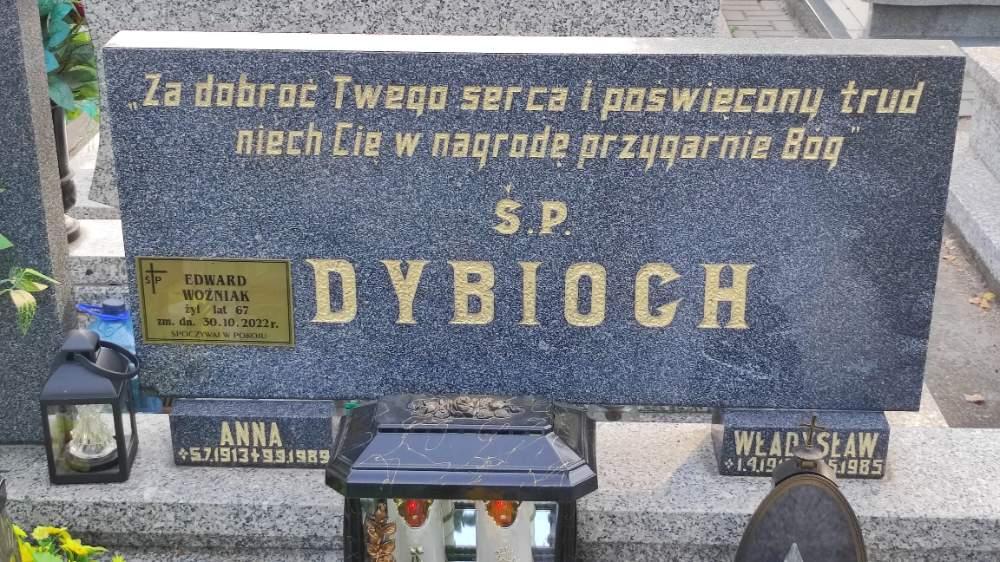 „Za dobroć Twego serca i poświęcony trud
niech Cię w nagrodę przygarnie Bóg"
Ś.P.
DYBIOCH
Ś P
EDWARD
WOŹNIAK
żył lat 67
zm. dn. 30.10.2022 r.
SPOCZYWAJ W POKOJU
ANNA
*5.7.1913+9.9.1989
WŁADYSŁAW